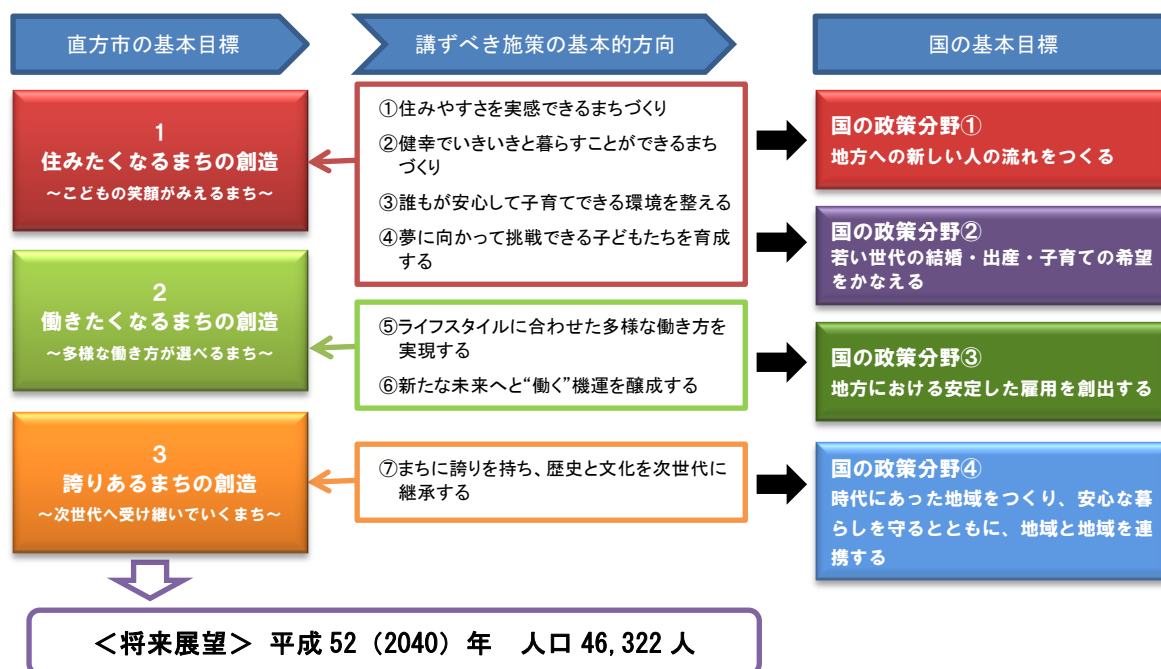 直方市の基本目標
講ずべき施策の基本的方向
国の基本目標
1
住みたくなるまちの創造
～こどもの笑顔がみえるまち～
2
働きたくなるまちの創造
～多様な働き方が選べるまち～
3
誇りあるまちの創造
～次世代へ受け継いでいくまち～
①住みやすさを実感できるまちづくり
②健幸でいきいきと暮らすことができるまち
づくり
③誰もが安心して子育てできる環境を整える
④夢に向かって挑戦できる子どもたちを育成
する
⑤ライフスタイルに合わせた多様な働き方を
実現する
⑥新たな未来へと“働く”機運を醸成する
⑦まちに誇りを持ち、歴史と文化を次世代に
継承する
国の政策分野①
地方への新しい人の流れをつくる
国の政策分野②
若い世代の結婚・出産・子育ての希望
をかなえる
国の政策分野③
地方における安定した雇用を創出する
国の政策分野④
時代にあった地域をつくり、安心な暮
らしを守るとともに、地域と地域を連
携する
＜将来展望＞ 平成52（2040）年　人口46,322人